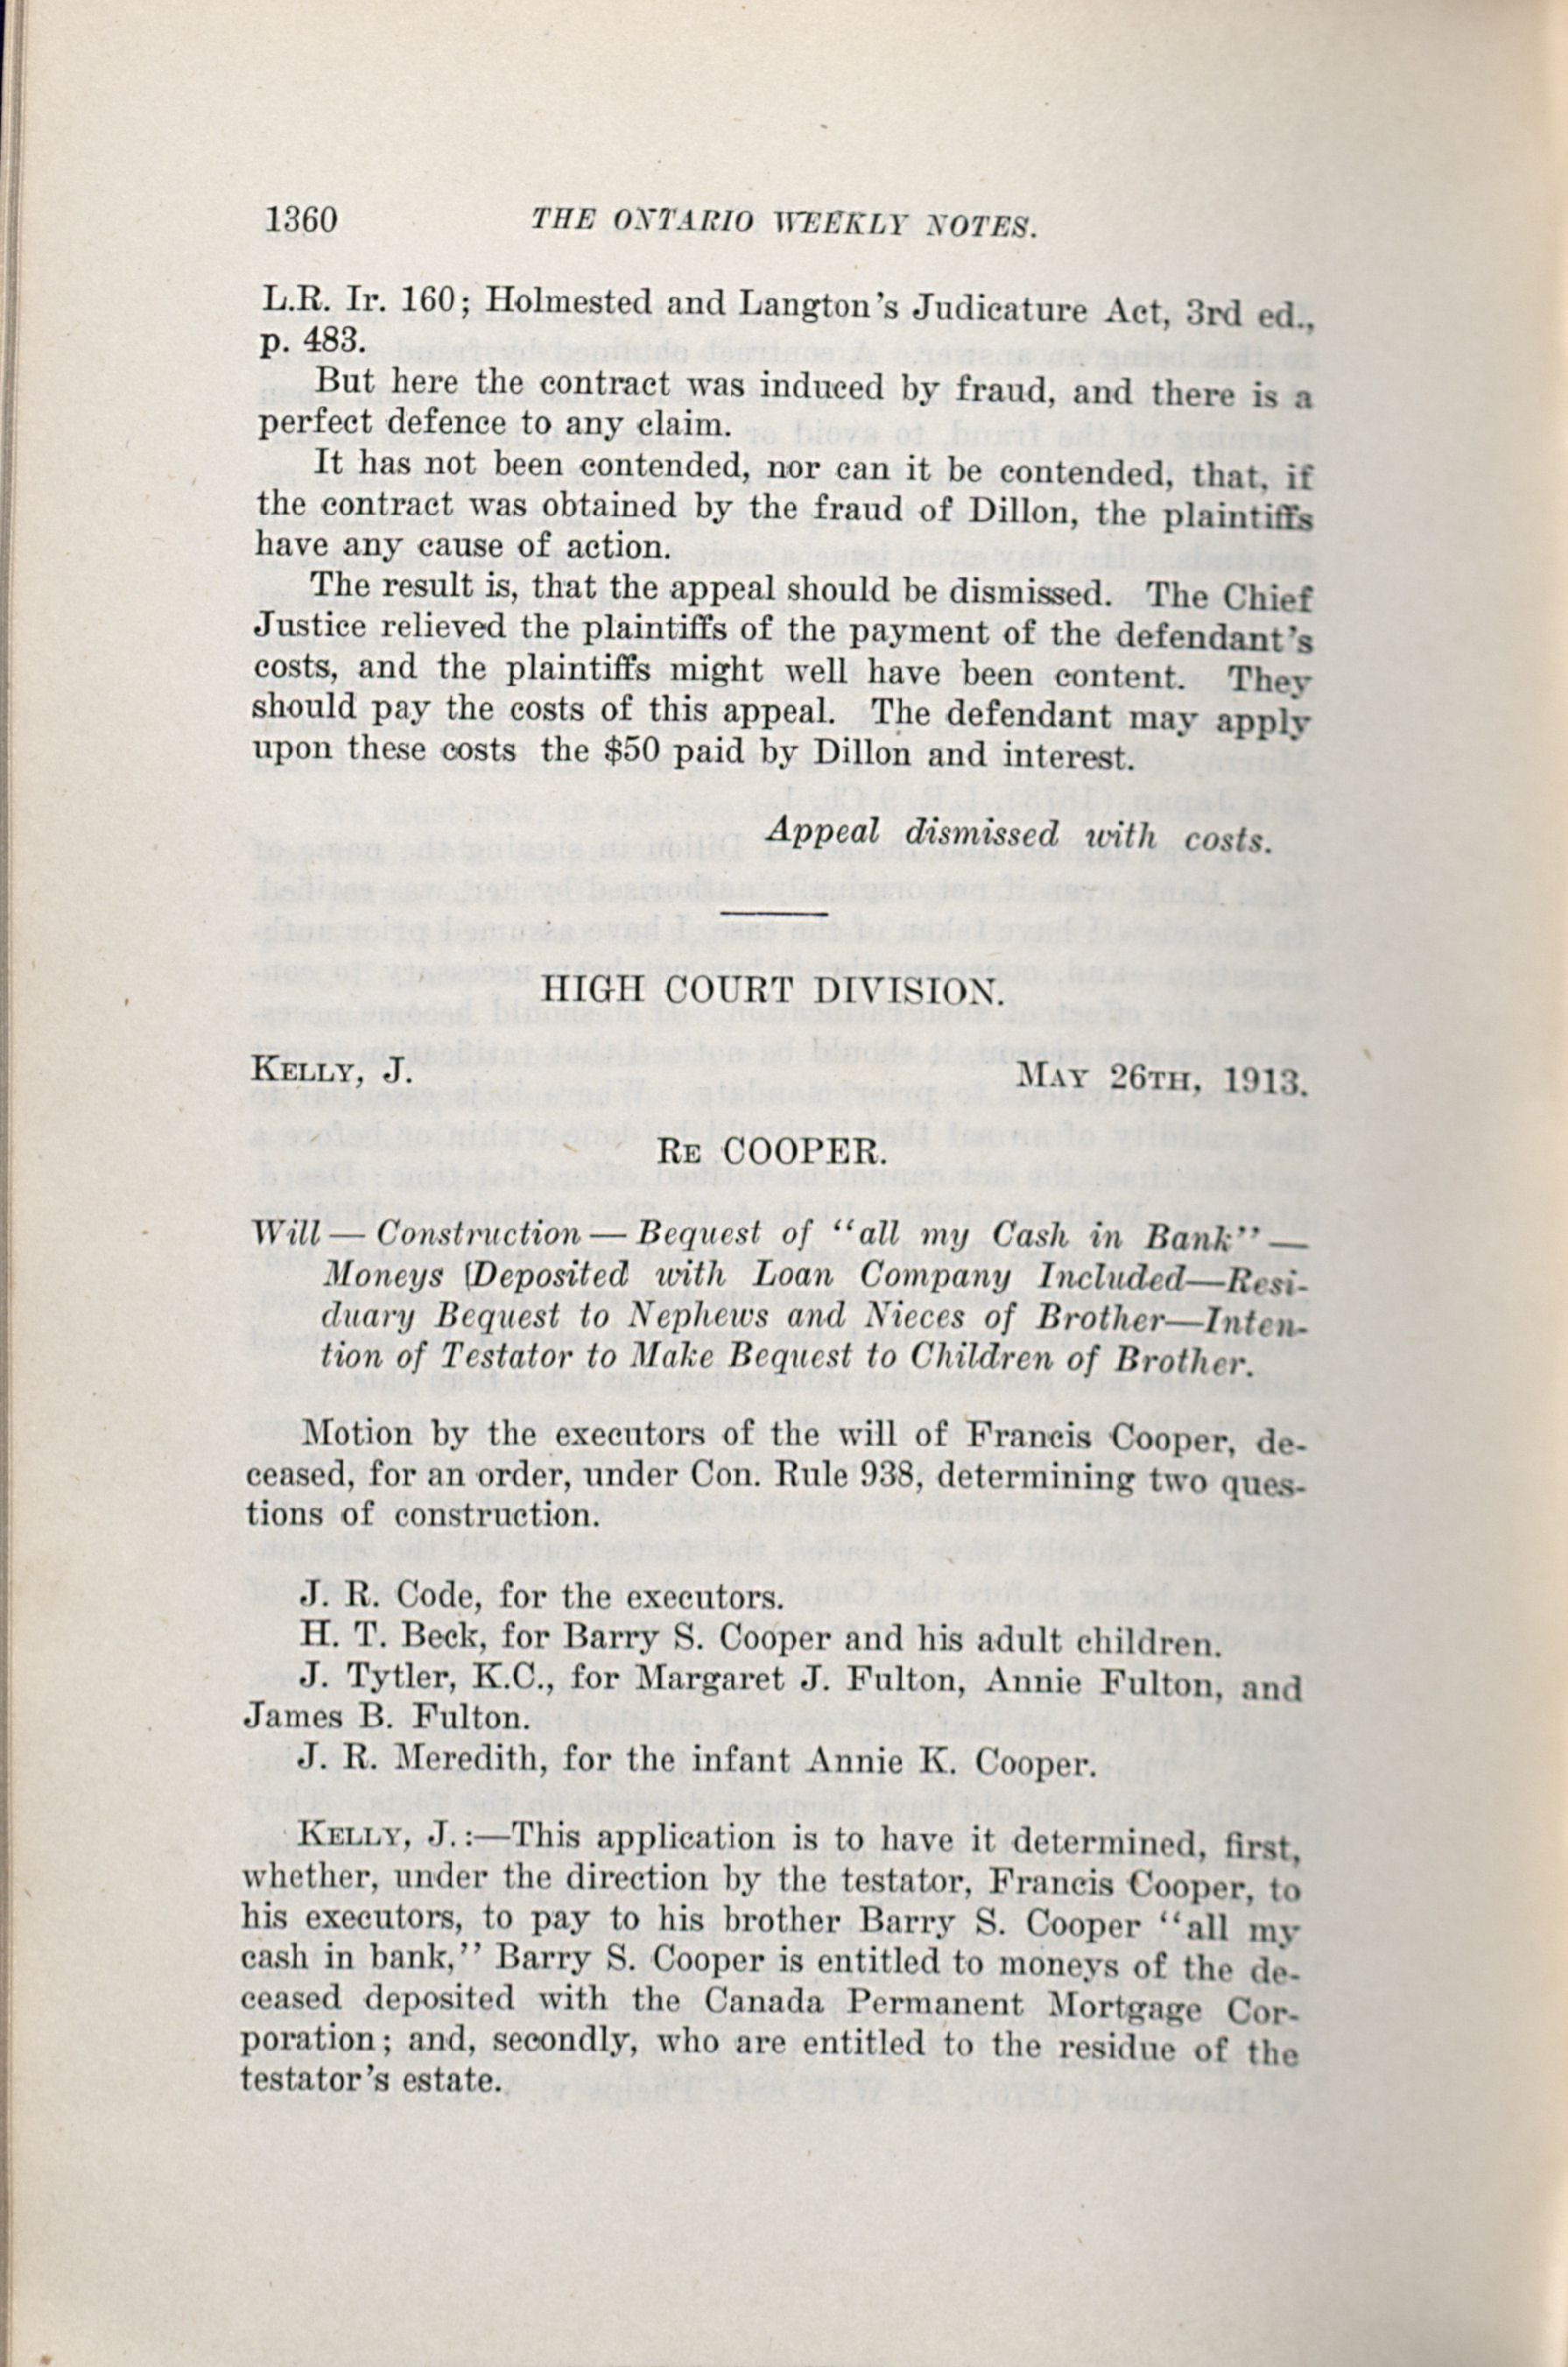 1360 THE ONTARIO WEEKLY NOTES.
L.R. Ir. 160; Holmested and Langton's Judicature Act, 3rd ed.,
p. 483.
But here the contract was induced by fraud, and there is a
perfect defence to any claim.
It has not been contended, nor can it be contended, that, if
the contract was obtained by the fraud of Dillon, the plaintiffs
have any cause of action.
The result is, that the appeal should be dismissed. The Chief
Justice relieved the plaintiffs of the payment of the defendant's
costs, and the plaintiffs might well have been content. They
should pay the costs of this appeal. The defendant may apply
upon these costs the $50 paid by Dillon and interest.
Appeal dismissed with costs.
HIGH COURT DIVISION.
KELLY, J. MAY 26TH, 1913.
RE COOPER.
Will — Construction — Bequest of "all my Cash in Bank" —
Moneys (Deposited with Loan Company Included—Resi-
duary Bequest to Nephews and Nieces of Brother—Inten-
tion of Testator to Make Bequest to Children of Brother.
Motion by the executors of the will of Francis Cooper, de-
ceased, for an order, under Con. Rule 938, determining two ques-
tions of construction.
J. R. Code, for the executors.
H. T. Beck, for Barry S. Cooper and his adult children.
J. Tytler, K.C., for Margaret J. Fulton, Annie Fulton, and
James B. Fulton.
J. R. Meredith, for the infant Annie K. Cooper.
KELLY, J.:—This application is to have it determined, first,
whether, under the direction by the testator, Francis Cooper, to
his executors, to pay to his brother Barry S. Cooper "all my
cash in bank," Barry S. Cooper is entitled to moneys of the de-
ceased deposited with the Canada Permanent Mortgage Cor-
poration; and, secondly, who are entitled to the residue of the
testator's estate.